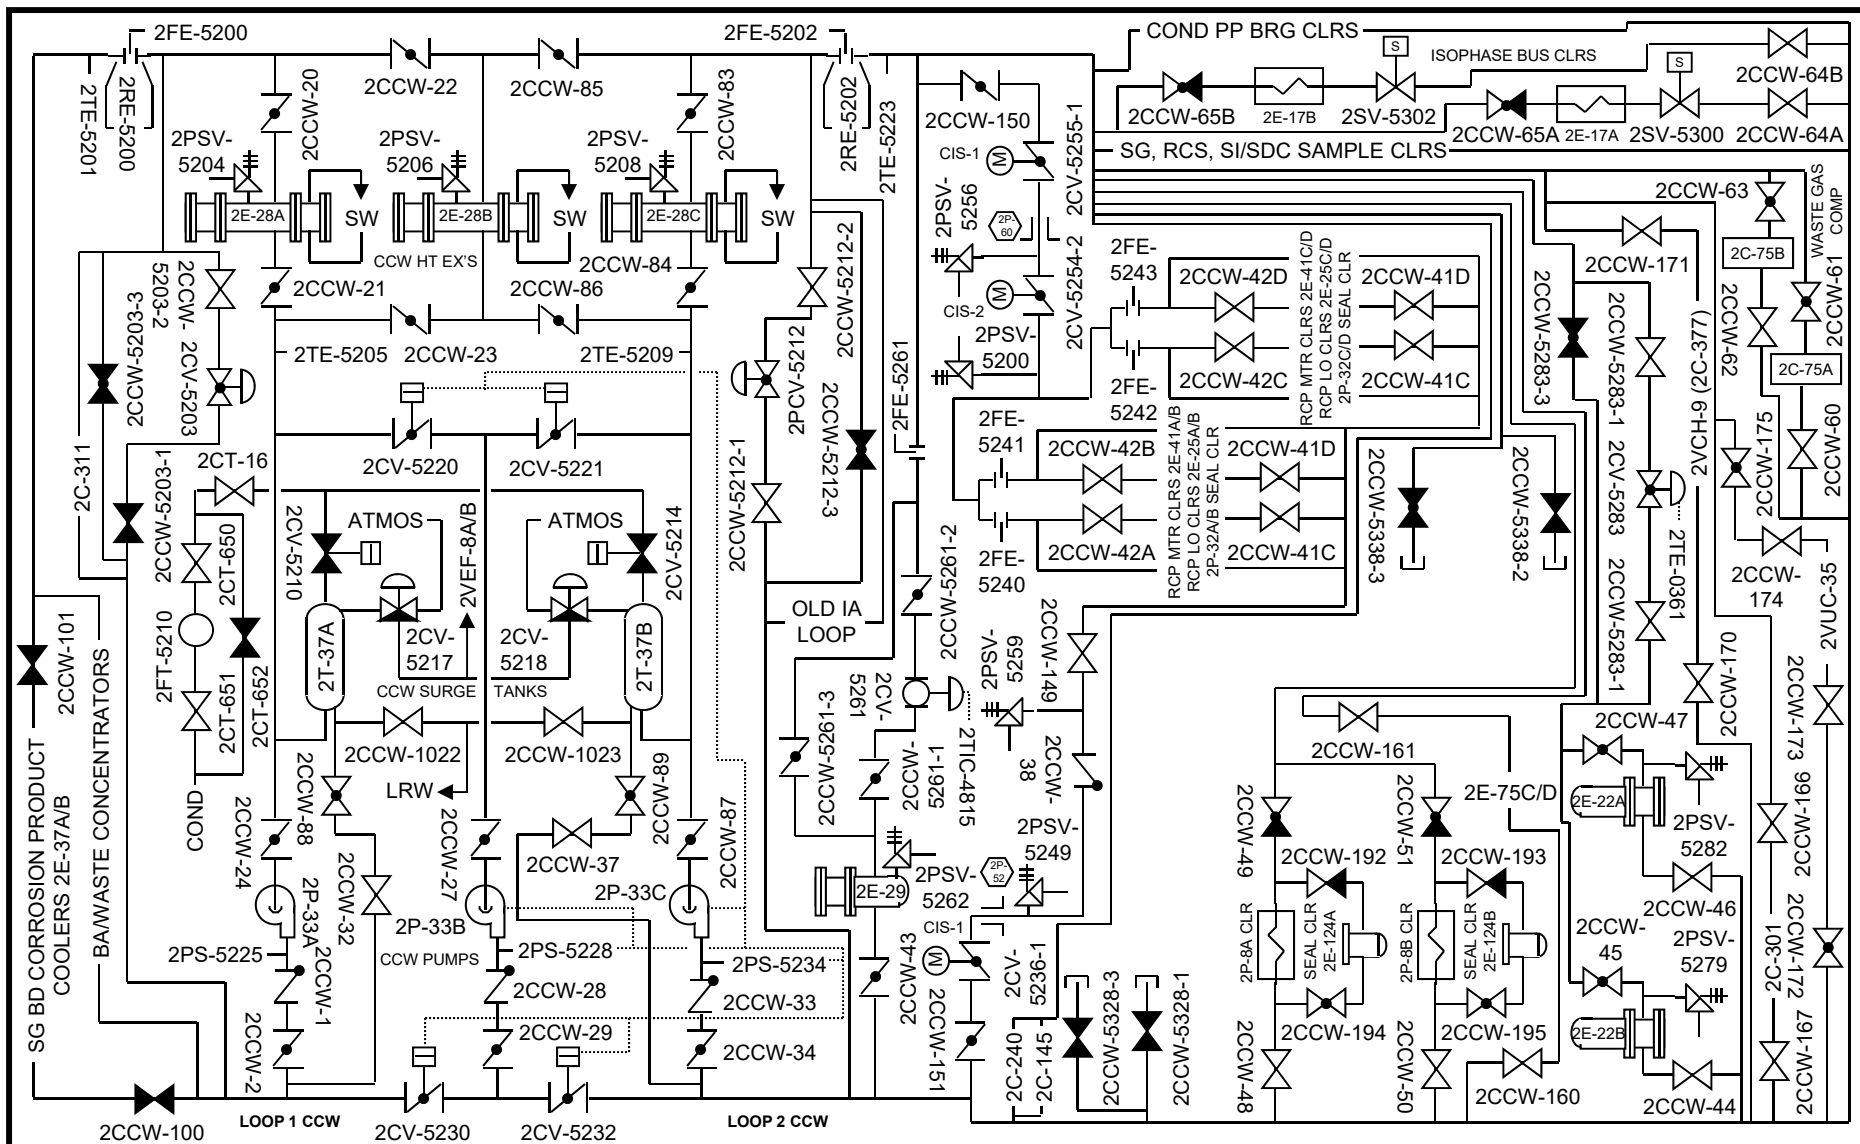 2FE-5200
2FE-5202
COND PP BRG CLRS
S
ISOPHASE BUS CLRS
S
2CCW-64B
2TE-5201
2RE-5200
2CCW-20
2CCW-22
2CCW-85
2CCW-83
2RE-5202
2TE-5223
2CCW-150
2CV-5255-1
2CCW-65B
2E-17B
2SV-5302
2CCW-65A
2E-17A
2SV-5300
2CCW-64A
SG, RCS, SI/SDC SAMPLE CLRS
2PSV-
5204
2PSV-
5206
2PSV-
5208
CIS-1
M
2PSV-
5256
2P-
60
2E-28A
SW
2E-28B
SW
2E-28C
SW
CCW HT EX'S
2CCW-84
2CCW-21
2CCW-86
2CCW-5212-2
CIS-2
M
2CV-5254-2
2CCW-63
WASTE GAS
COMP
2C-75B
2CCW-171
2CCW-61
2CCW-62
2C-75A
2CCW-5203-3
2CCW-
5203-2
2CV-5203
2TE-5205
2CCW-23
2TE-5209
2PCV-5212
2FE-5261
2PSV-
5200
2FE-
5243
2CCW-42D
2CCW-41D
2CCW-42C
2CCW-41C
2FE-
5242
RCP MTR CLRS 2E-41C/D
RCP LO CLRS 2E-25C/D
2P-32C/D SEAL CLR
2CCW-5283-3
2CCW-5283-1
2VCH-9 (2C-377)
2CCW-175
2CCW-60
2C-311
2CCW-5203-1
2CT-16
2CV-5220
2CV-5221
2CCW-5212-1
2CCW-5212-3
2FE-
5241
2CCW-42B
2CCW-41D
2CCW-42A
2CCW-41C
2FE-
5240
RCP MTR CLRS 2E-41A/B
RCP LO CLRS 2E-25A/B
2P-32A/B SEAL CLR
2CCW-5338-3
2CCW-5338-2
2CV-5283
2TE-0361
2CCW-
174
2VUC-35
2CT-650
2CV-5210
ATMOS
ATMOS
2CV-5214
2FT-5210
2CT-651
2CT-652
2T-37A
2CV-
5217
2VEF-8A/B
2CV-
5218
2T-37B
CCW SURGE
TANKS
OLD IA
LOOP
2CCW-5261-2
2CV-
5261
2PSV-
5259
2CCW-149
2CCW-5283-1
2CCW-170
2CCW-173
2CCW-101
SG BD CORROSION PRODUCT
COOLERS 2E-37A/B
BA/WASTE CONCENTRATORS
COND
2CCW-1022
2CCW-1023
LRW
2CCW-24
2CCW-88
2CCW-32
2CCW-27
2CCW-37
2CCW-89
2CCW-87
2CCW-5261-3
2CCW-
5261-1
2TIC-4815
2CCW-
38
2CCW-161
2CCW-47
2E-22A
2PSV-
5282
2CCW-46
2CCW-166
2E-75C/D
2CCW-49
2CCW-51
2CCW-192
2CCW-193
2P-33A
2P-33B
2P-33C
2E-29
2PSV-
5262
2P-
52
2PSV-
5249
2P-8A CLR
SEAL CLR
2E-124A
2P-8B CLR
SEAL CLR
2E-124B
2CCW-
45
2PSV-
5279
2C-301
2CCW-172
2PS-5225
CCW PUMPS
2PS-5228
2PS-5234
2CCW-1
2CCW-28
2CCW-33
2CCW-43
CIS-1
M
2CV-
5236-1
2CCW-2
2CCW-29
2CCW-34
2CCW-151
2C-240
2C-145
2CCW-5328-3
2CCW-5328-1
2CCW-194
2CCW-195
2CCW-48
2CCW-50
2CCW-160
2E-22B
2CCW-44
2CCW-167
2CCW-100
LOOP 1 CCW
2CV-5230
2CV-5232
LOOP 2 CCW